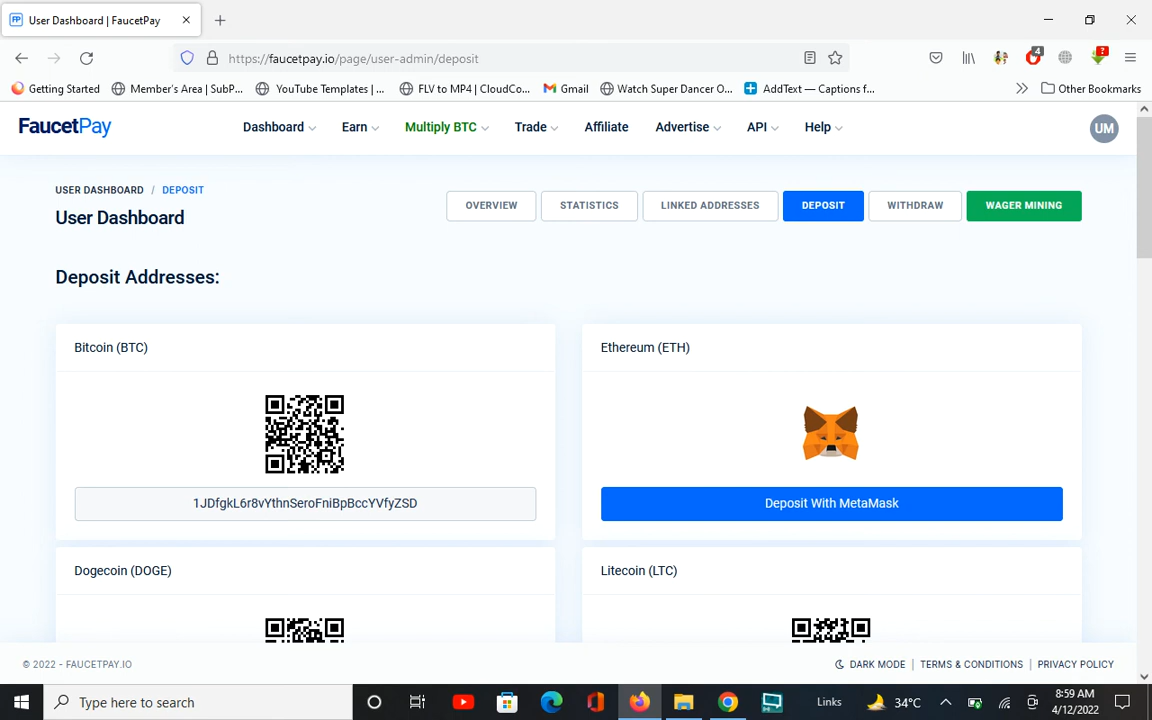 User Dashboard | FaucetPay
https://faucetpay.io/page/user-admin/deposit
4
?
Getting Started
Member's Area | SubP...
YouTube Templates | ...
FLV to MP4 | CloudCo...
Gmail
Watch Super Dancer O...
AddText — Captions f...
Other Bookmarks
FaucetPay
Dashboard
Earn
Multiply BTC
Trade
Affiliate
Advertise
API
Help
UM
USER DASHBOARD / DEPOSIT
User Dashboard
OVERVIEW
STATISTICS
LINKED ADDRESSES
DEPOSIT
WITHDRAW
WAGER MINING
Deposit Addresses:
Bitcoin (BTC)
1JDfgkL6r8vYthnSeroFniBpBccYVfyZSD
Ethereum (ETH)
Deposit With MetaMask
Dogecoin (DOGE)
Litecoin (LTC)
© 2022 - FAUCETPAY.IO
DARK MODE | TERMS & CONDITIONS | PRIVACY POLICY
Type here to search
Links
34°C
8:59 AM
4/12/2022